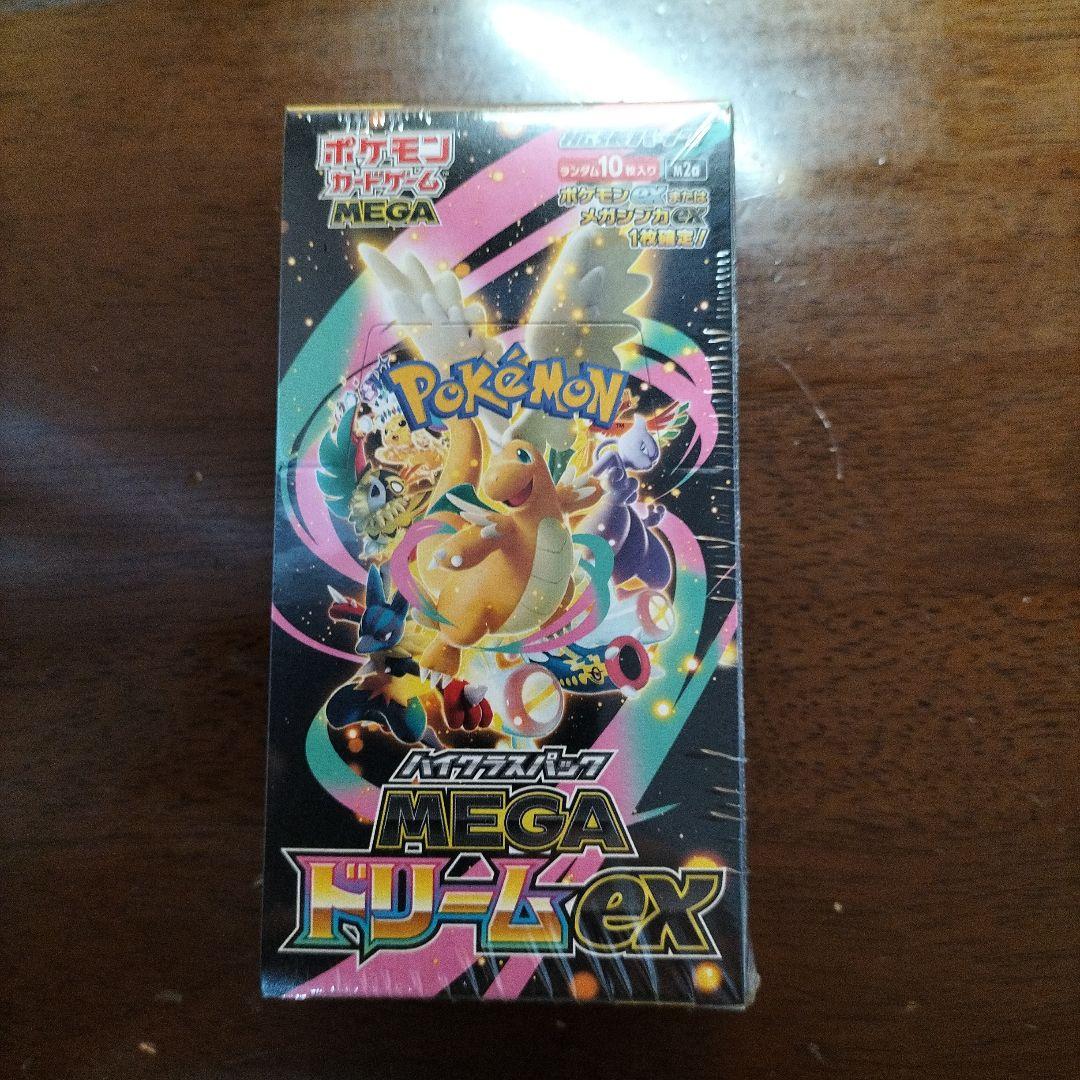 ポケモン
カードゲーム
MEGA
ランダム10枚入り M2a
ポケモンexまたは
メガシンカex
1枚確定!
POKéMON
TM
ハイクラスパック
MEGA
ドリームex